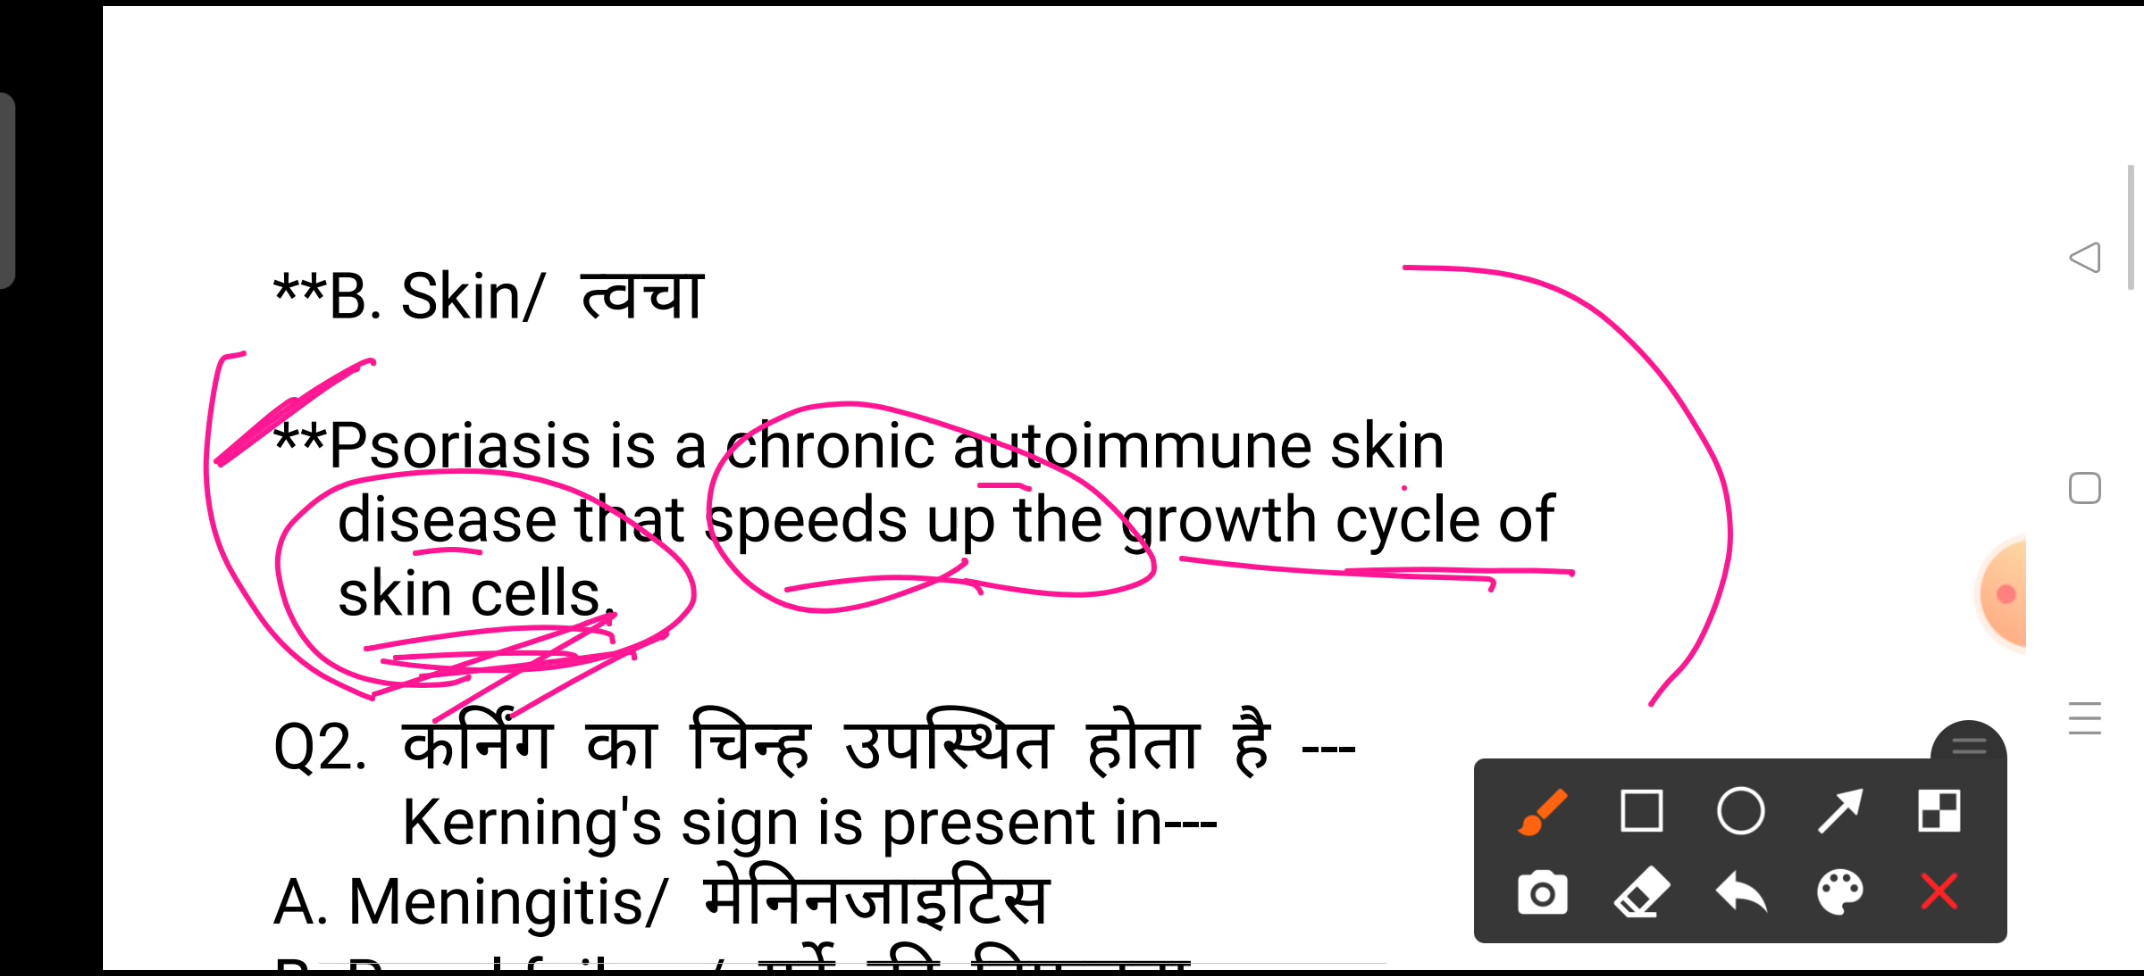 **B. Skin/ त्वचा
**Psoriasis is a chronic autoimmune skin
disease that speeds up the growth cycle of
skin cells.
Q2. कर्निंग का चिन्ह उपस्थित होता है ---
Kerning's sign is present in---
A. Meningitis/ मेनिनजाइटिस